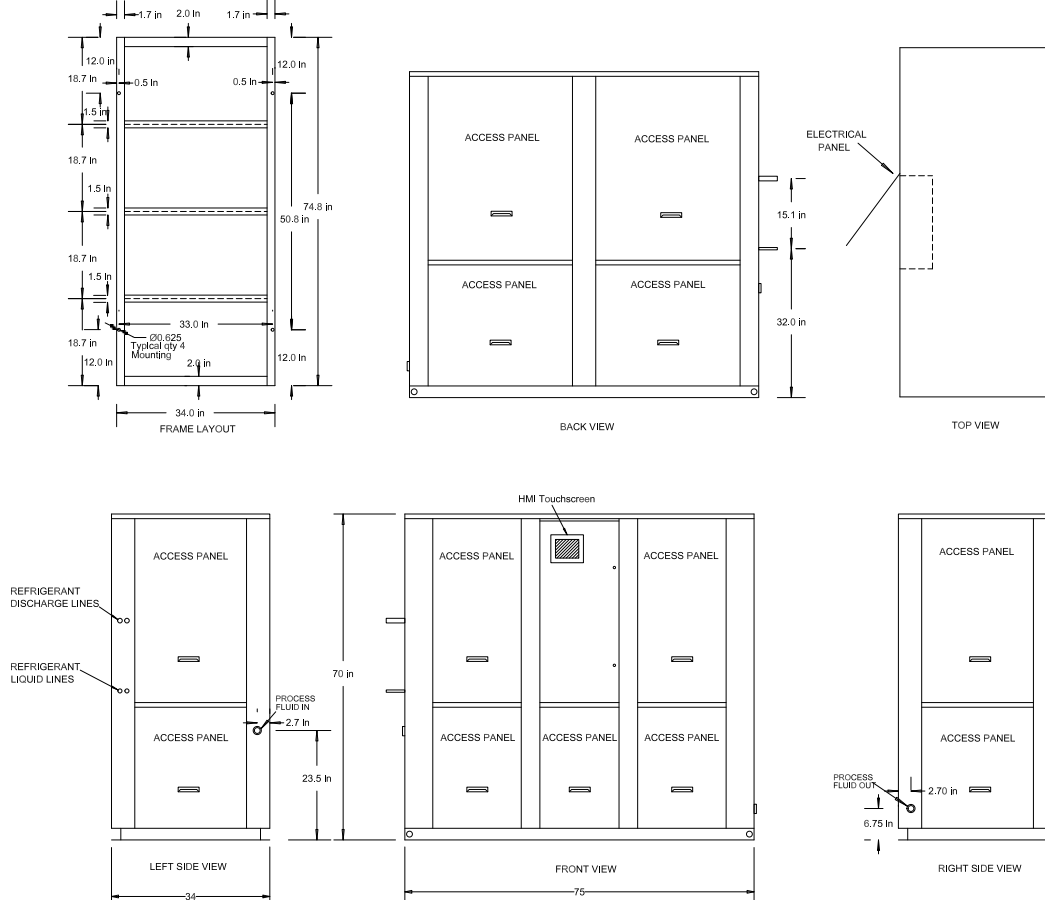 1.7 in
2.0 In
1.7 in
12.0 in
12.0 in
18.7 In
0.5 In
0.5 in
1.5 in
18.7 In
1.5 in
74.8 in
50.8 in
18.7 In
1.5 in
33.0 In
Ø0.625
Typical qty 4
Mounting
18.7 In
12.0 in
2.0 in
12.0 In
34.0 in
FRAME LAYOUT
ACCESS PANEL
ACCESS PANEL
ACCESS PANEL
ACCESS PANEL
15.1 in
32.0 in
BACK VIEW
ELECTRICAL
PANEL
TOP VIEW
REFRIGERANT
DISCHARGE LINES
REFRIGERANT
LIQUID LINES
ACCESS PANEL
ACCESS PANEL
PROCESS
FLUID IN
2.7 In
23.5 In
LEFT SIDE VIEW
34
HMI Touchscreen
70 in
ACCESS PANEL
ACCESS PANEL
ACCESS PANEL
ACCESS PANEL
ACCESS PANEL
FRONT VIEW
75
ACCESS PANEL
ACCESS PANEL
PROCESS
FLUID OUT
2.70 in
6.75 In
RIGHT SIDE VIEW